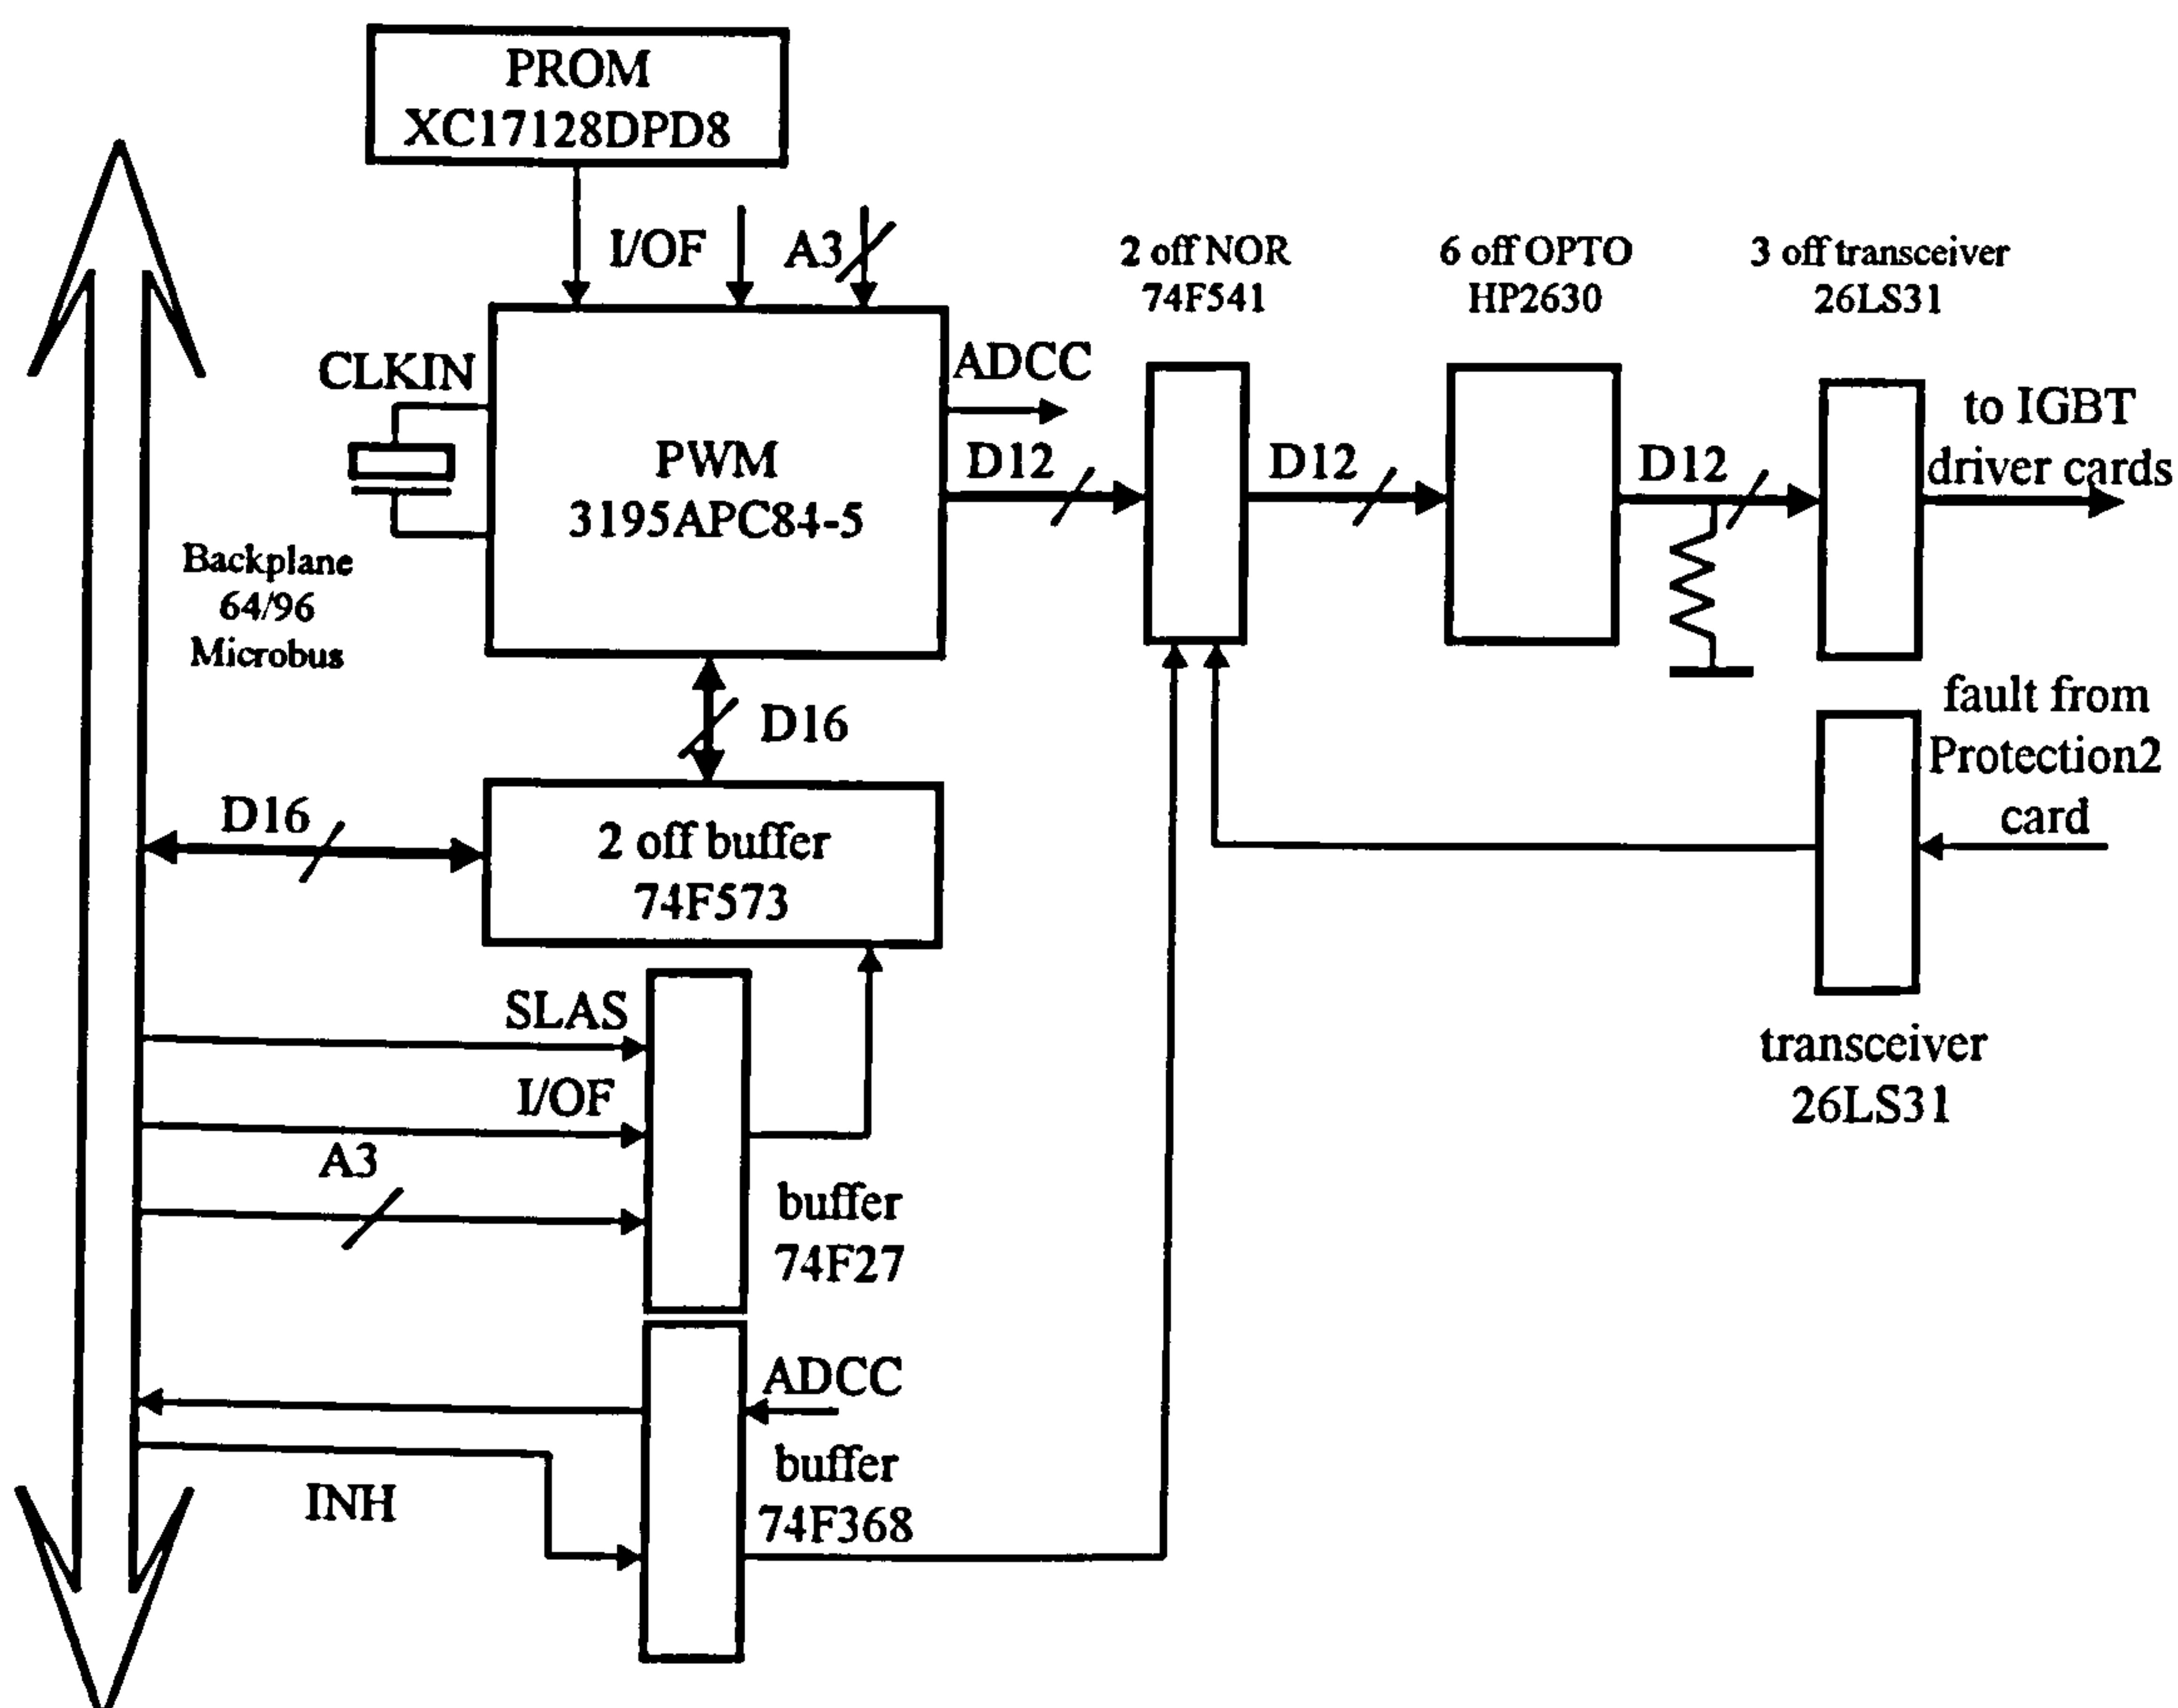 PROM
XC17128DPD8
I/OF
A3
2 off NOR
74F541
6 off OPTO
HP2630
3 off transceiver
26LS31
CLKIN
ADCC
PWM
3195APC84-5
D12
D12
D12
to IGBT
driver cards
Backplane
64/96
Microbus
D16
fault from
Protection2
card
D16
2 off buffer
74F573
SLAS
I/OF
A3
buffer
74F27
transceiver
26LS31
ADCC
buffer
74F368
INH